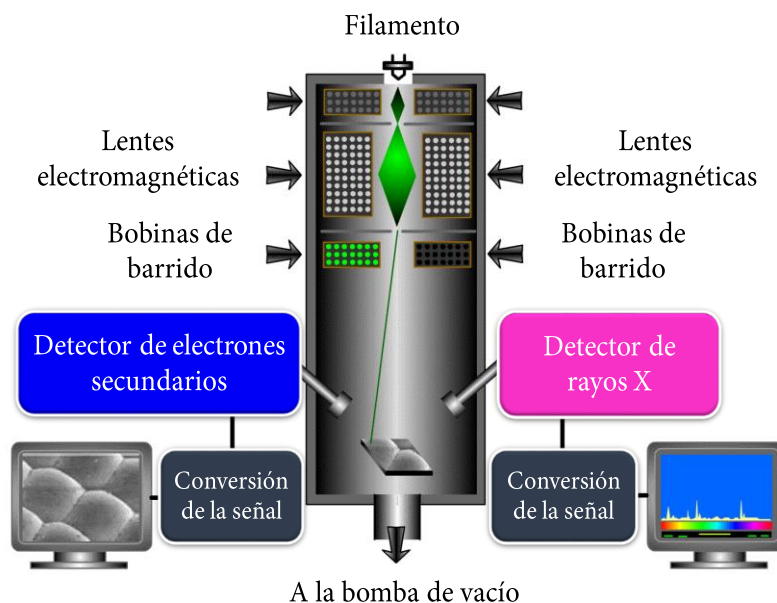 Filamento
Lentes
electromagnéticas
Lentes
electromagnéticas
Bobinas de
barrido
Bobinas de
barrido
Detector de electrones
secundarios
Detector de
rayos X
Conversión
de la señal
Conversión
de la señal
A la bomba de vacío